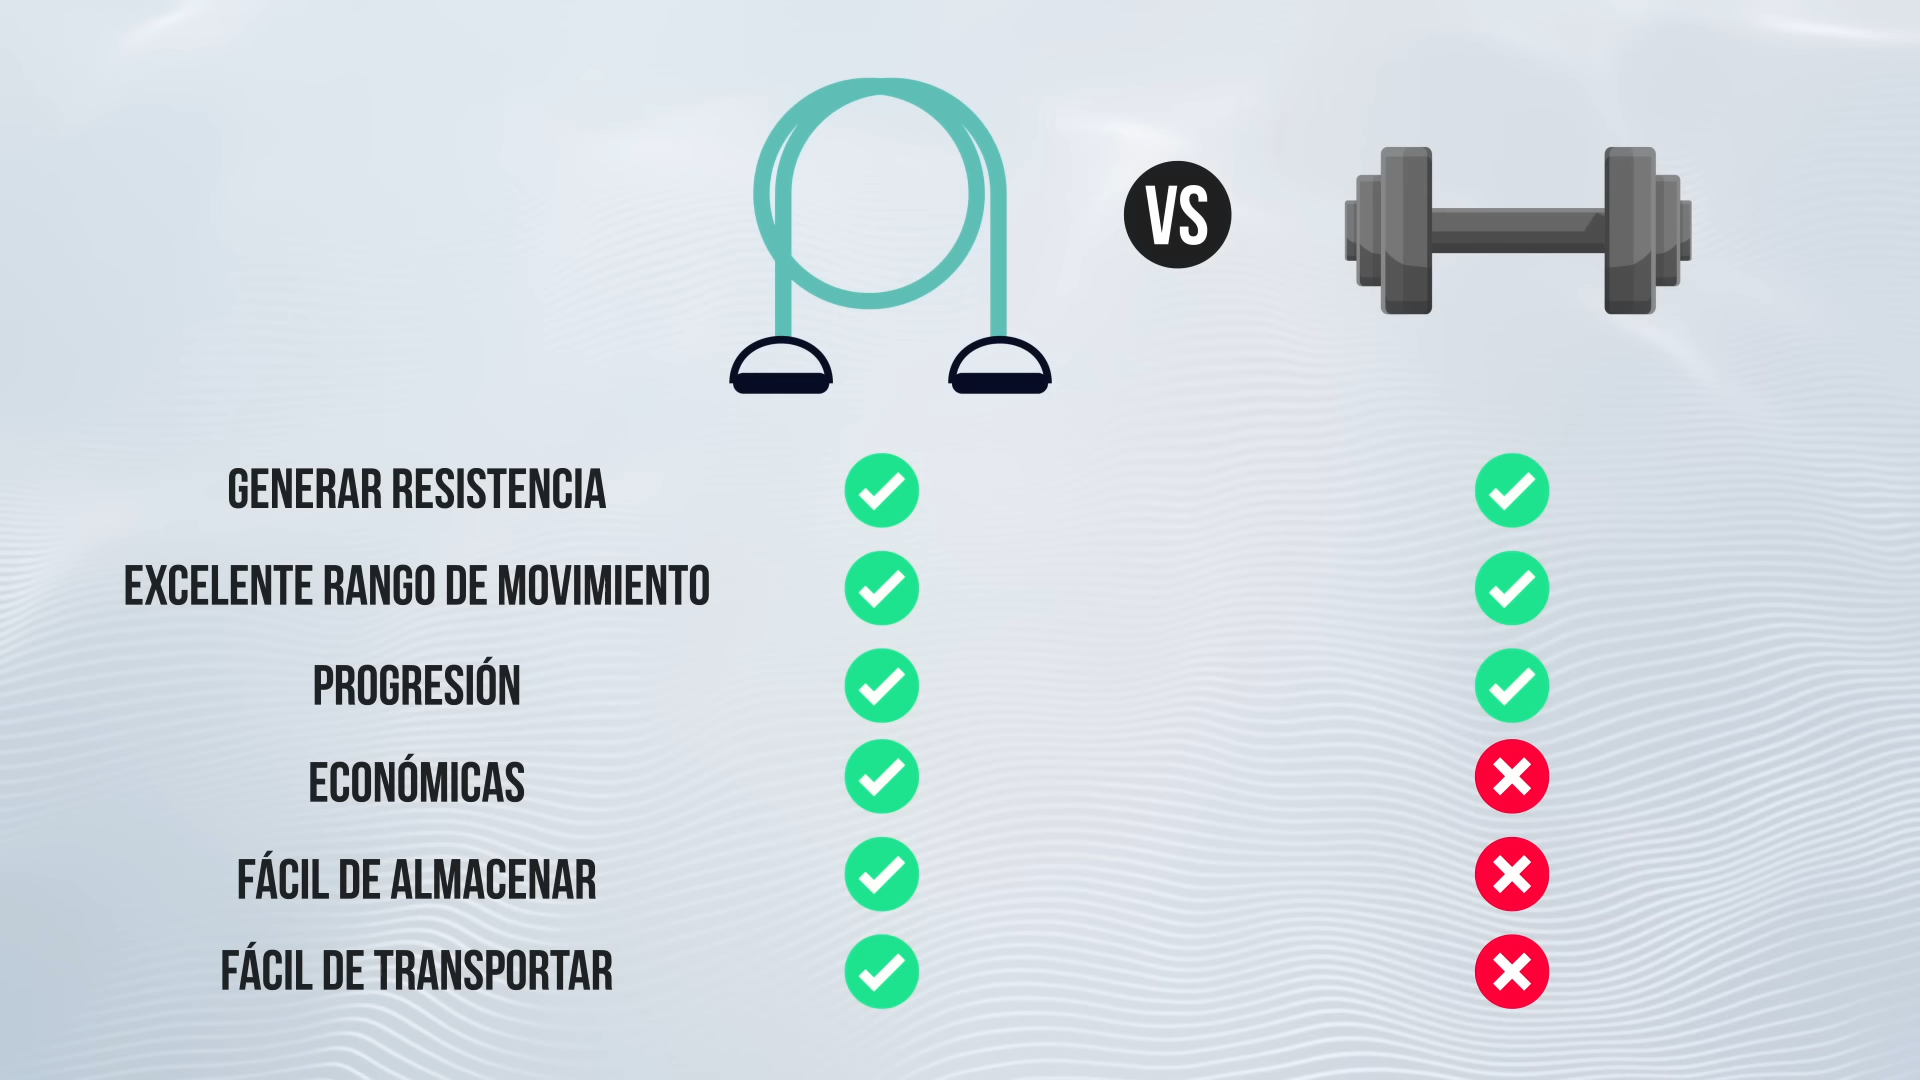 VS
GENERAR RESISTENCIA
EXCELENTE RANGO DE MOVIMIENTO
PROGRESIÓN
ECONÓMICAS
FÁCIL DE ALMACENAR
FÁCIL DE TRANSPORTAR